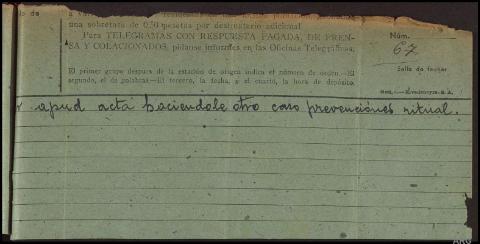 una sobretasa de 0,50 pesetas por destinatario adicional
Para TELEGRAMAS CON RESPUESTA PAGADA, DE PREN-
SA Y COLACIONADOS, pídanse informes en las Oficinas Telegráficas.
Núm.
67
Sello de fechar
El primer grupo después de la estación de origen indica el número de orden.—El
segundo, el de palabras.—El tercero, la fecha, y el cuarto, la hora de depósito.
apud acta haciendole otro caso prevenciónes ritual.